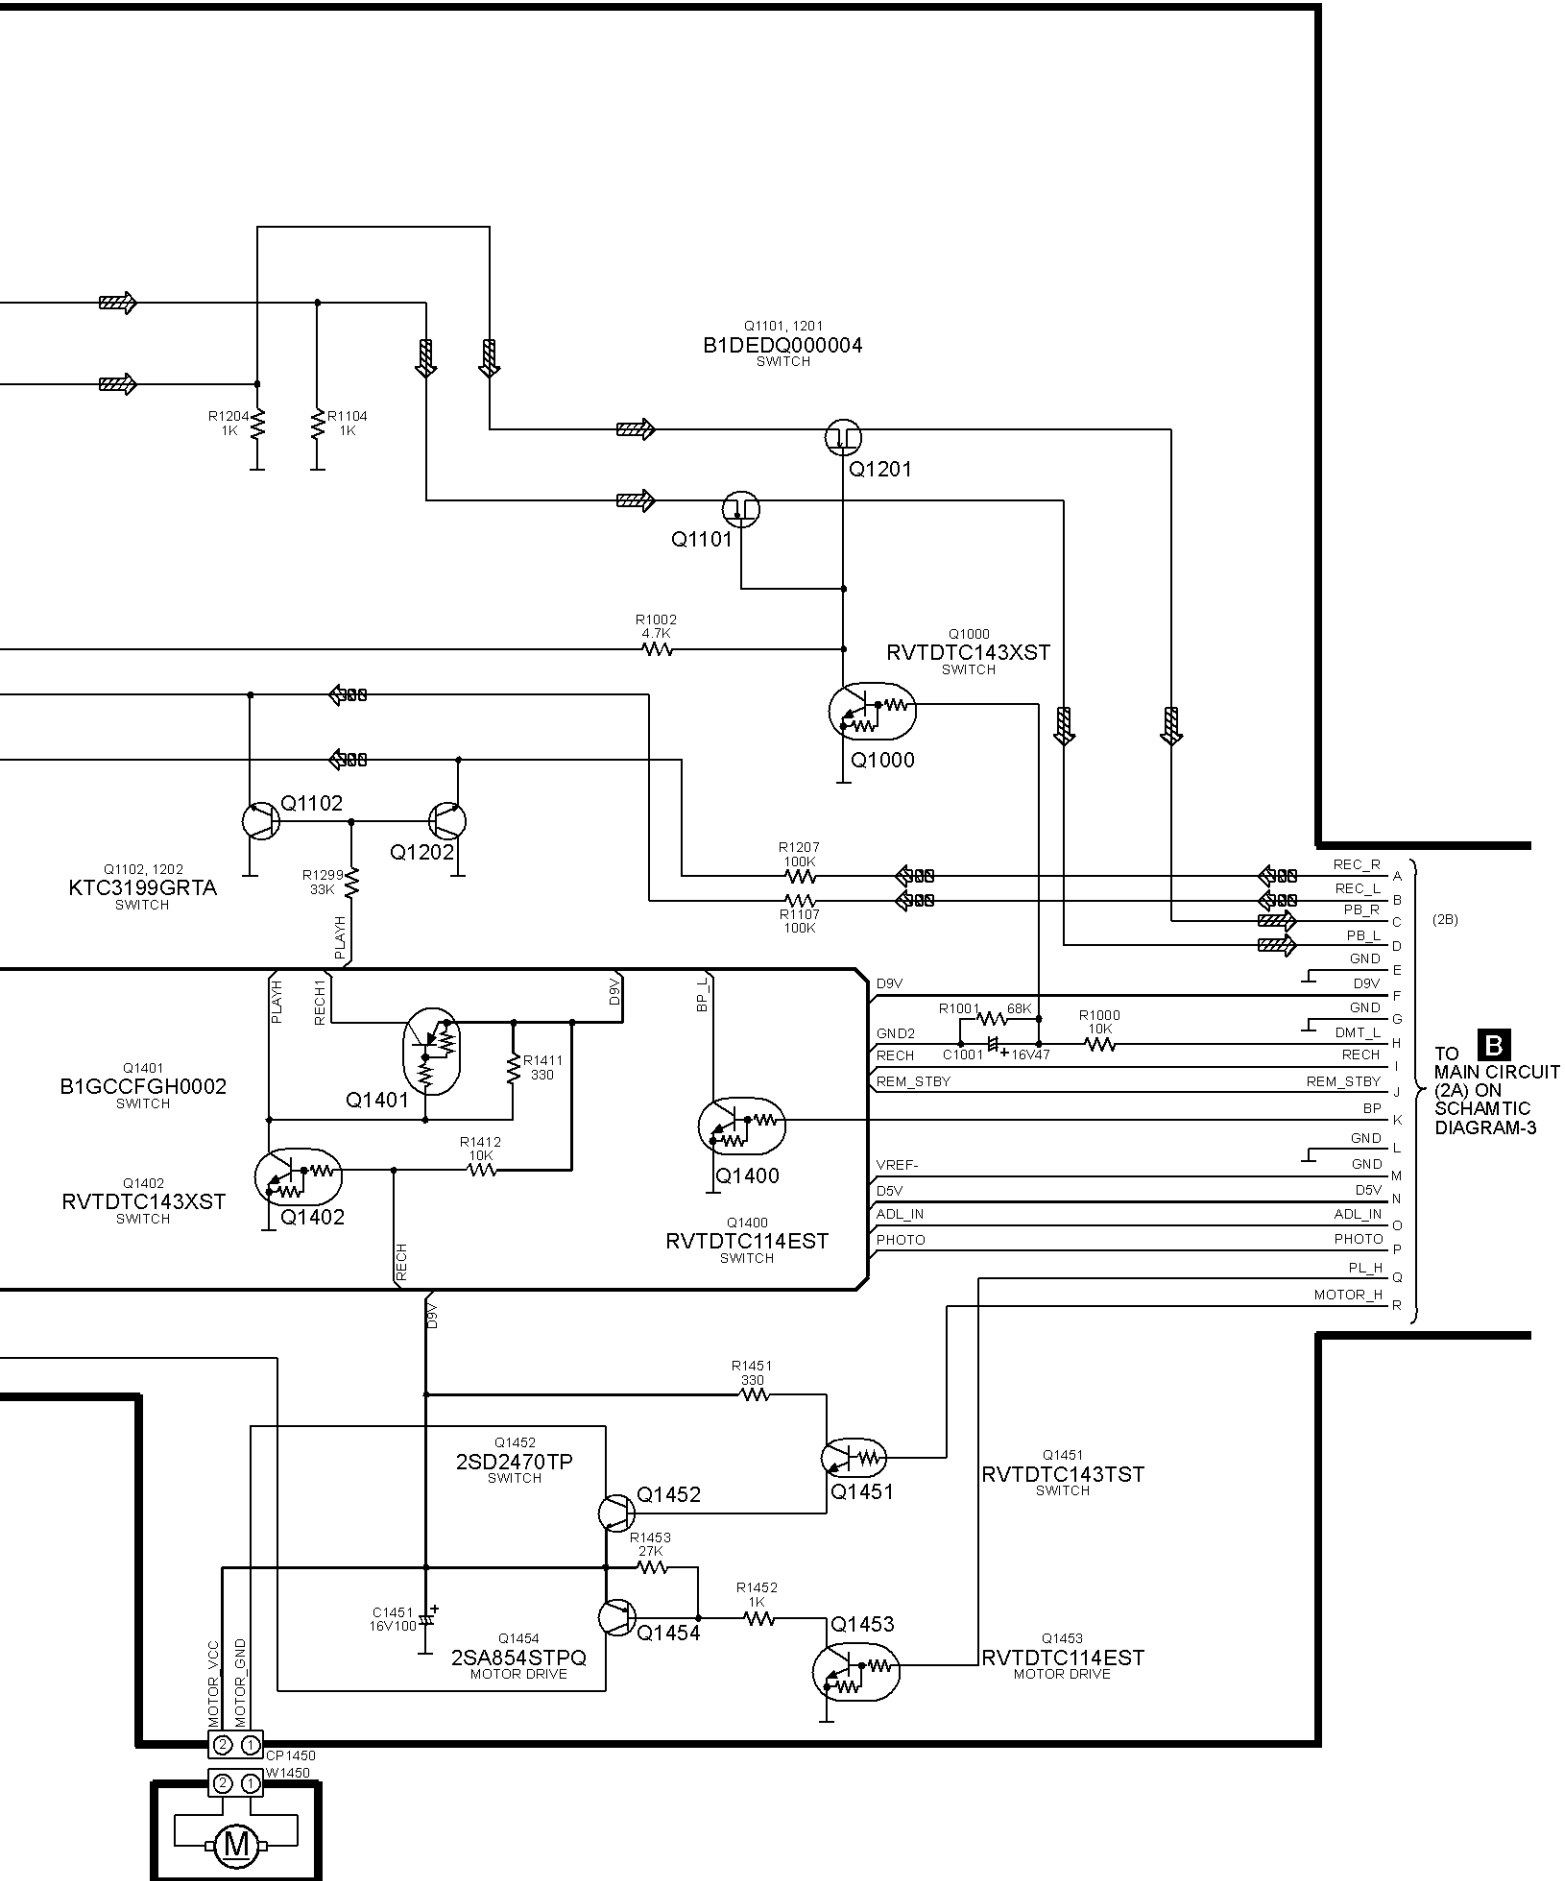 Q1101, 1201
B1DEDQ000004
SWITCH
R1204
1K
R1104
1K
Q1201
Q1101
R1002
4.7K
Q1000
RVTDTC143XST
SWITCH
Q1000
Q1102
Q1202
Q1102, 1202
KTC3199GRTA
SWITCH
R1299
33K
PLAYH
R1207
100K
R1107
100K
REC_R
A
REC_L
B
PB_R
C
(2B)
PB_L
D
GND
E
D9V
D9V
F
GND
G
PLAYH
RECH1
D9V
BP_L
R1001
68K
R1000
10K
GND2
C1001
+
16V47
DMT_L
H
RECH
RECH
I
REM_STBY
REM_STBY
J
BP
K
GND
L
VREF-
GND
M
D5V
D5V
N
ADL_IN
ADL_IN
O
PHOTO
PHOTO
P
PL_H
Q
MOTOR_H
R
TO B
MAIN CIRCUIT
(2A) ON
SCHAMTIC
DIAGRAM-3
Q1401
B1GCCFGH0002
SWITCH
Q1401
R1411
330
R1412
10K
Q1402
RVTDTC143XST
SWITCH
Q1402
RECH
Q1400
Q1400
RVTDTC114EST
SWITCH
D9V
R1451
330
Q1452
2SD2470TP
SWITCH
Q1452
Q1451
Q1451
RVTDTC143TST
SWITCH
R1453
27K
R1452
1K
C1451
16V100
+
Q1454
2SA854STPQ
MOTOR DRIVE
Q1454
Q1453
Q1453
RVTDTC114EST
MOTOR DRIVE
MOTOR_VCC
MOTOR_GND
2 1
CP1450
W1450
2 1
M